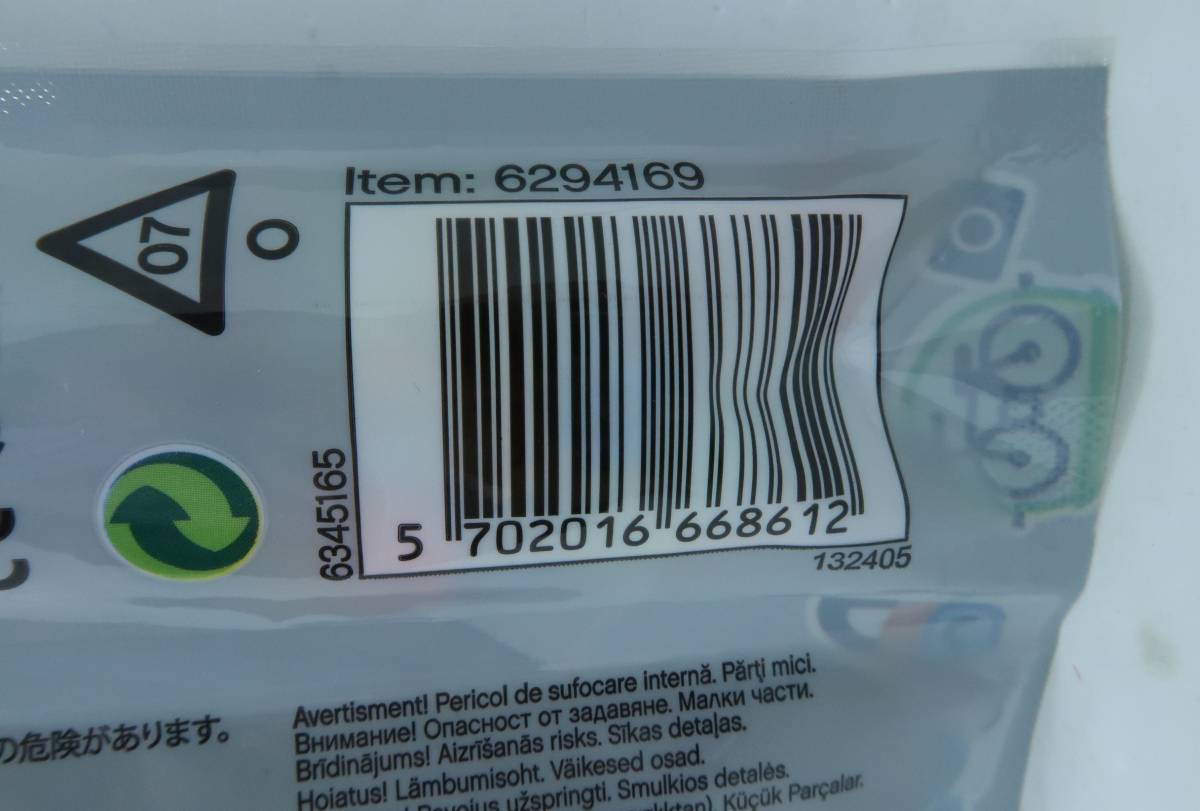 Item: 6294169
07
O
6345165
5 702016 668612
132405
の危険があります。
Avertisment! Pericol de sufocare internă. Părţi mici.
Внимание! Опасност от задавяне. Малки части.
Brīdinājums! Aizrīšanās risks. Sīkas detaļas.
Hoiatus! Lämbumisoht. Väikesed osad.
užspringti. Smulkios detalės.
Küçük Parçalar.